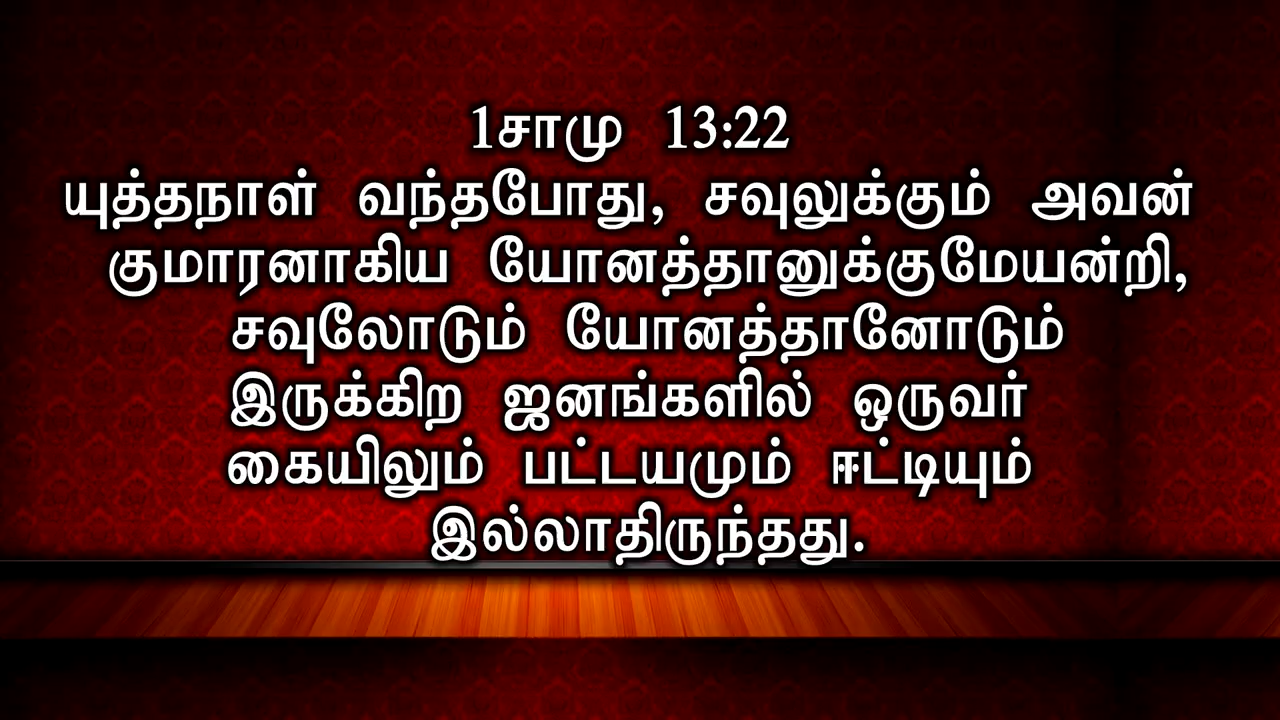 1சாமு 13:22
யுத்தநாள் வந்தபோது, சவுலுக்கும் அவன்
குமாரனாகிய யோனத்தானுக்குமேயன்றி,
சவுலோடும் யோனத்தானோடும்
இருக்கிற ஜனங்களில் ஒருவர்
கையிலும் பட்டயமும் ஈட்டியும்
இல்லாதிருந்தது.